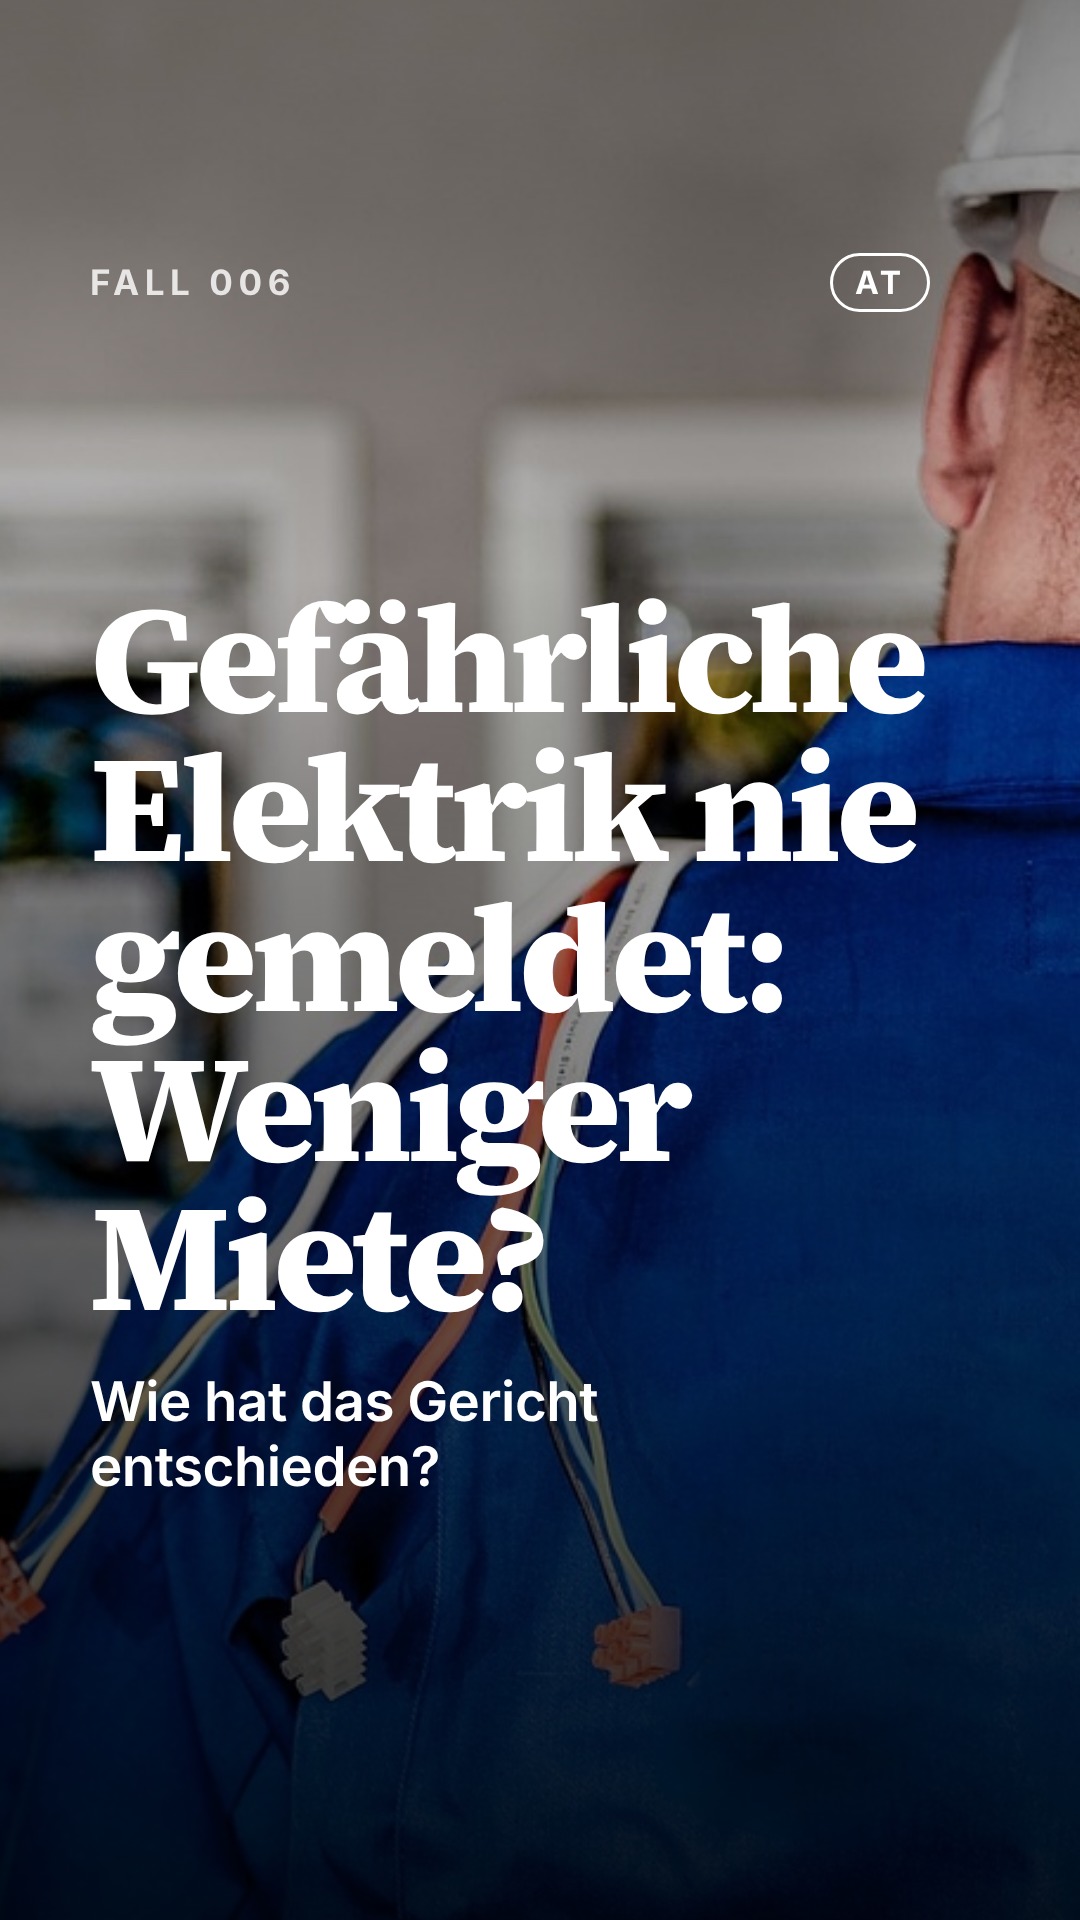 FALL 006
AT
Gefährliche
Elektrik nie
gemeldet:
Weniger
Miete?
Wie hat das Gericht
entschieden?